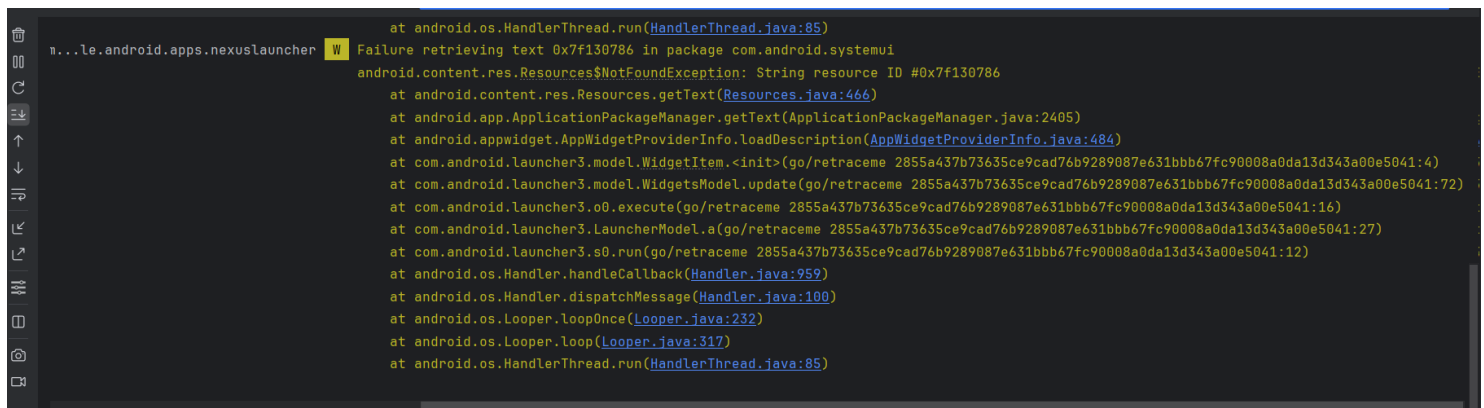 at android.os.HandlerThread.run(HandlerThread.java:85)
m...le.android.apps.nexuslauncher W Failure retrieving text 0x7f130786 in package com.android.systemui
android.content.res.Resources$NotFoundException: String resource ID #0x7f130786
at android.content.res.Resources.getText(Resources.java:466)
at android.app.ApplicationPackageManager.getText(ApplicationPackageManager.java:2405)
at android.appwidget.AppWidgetProviderInfo.loadDescription(AppWidgetProviderInfo.java:484)
at com.android.launcher3.model.WidgetItem.<init>(go/retraceme 2855a437b73635ce9cad76b9289087e631bbb67fc90008a0da13d343a00e5041:4)
at com.android.launcher3.model.WidgetsModel.update(go/retraceme 2855a437b73635ce9cad76b9289087e631bbb67fc90008a0da13d343a00e5041:72)
at com.android.launcher3.o0.execute(go/retraceme 2855a437b73635ce9cad76b9289087e631bbb67fc90008a0da13d343a00e5041:16)
at com.android.launcher3.LauncherModel.a(go/retraceme 2855a437b73635ce9cad76b9289087e631bbb67fc90008a0da13d343a00e5041:27)
at com.android.launcher3.s0.run(go/retraceme 2855a437b73635ce9cad76b9289087e631bbb67fc90008a0da13d343a00e5041:12)
at android.os.Handler.handleCallback(Handler.java:959)
at android.os.Handler.dispatchMessage(Handler.java:100)
at android.os.Looper.loopOnce(Looper.java:232)
at android.os.Looper.loop(Looper.java:317)
at android.os.HandlerThread.run(HandlerThread.java:85)